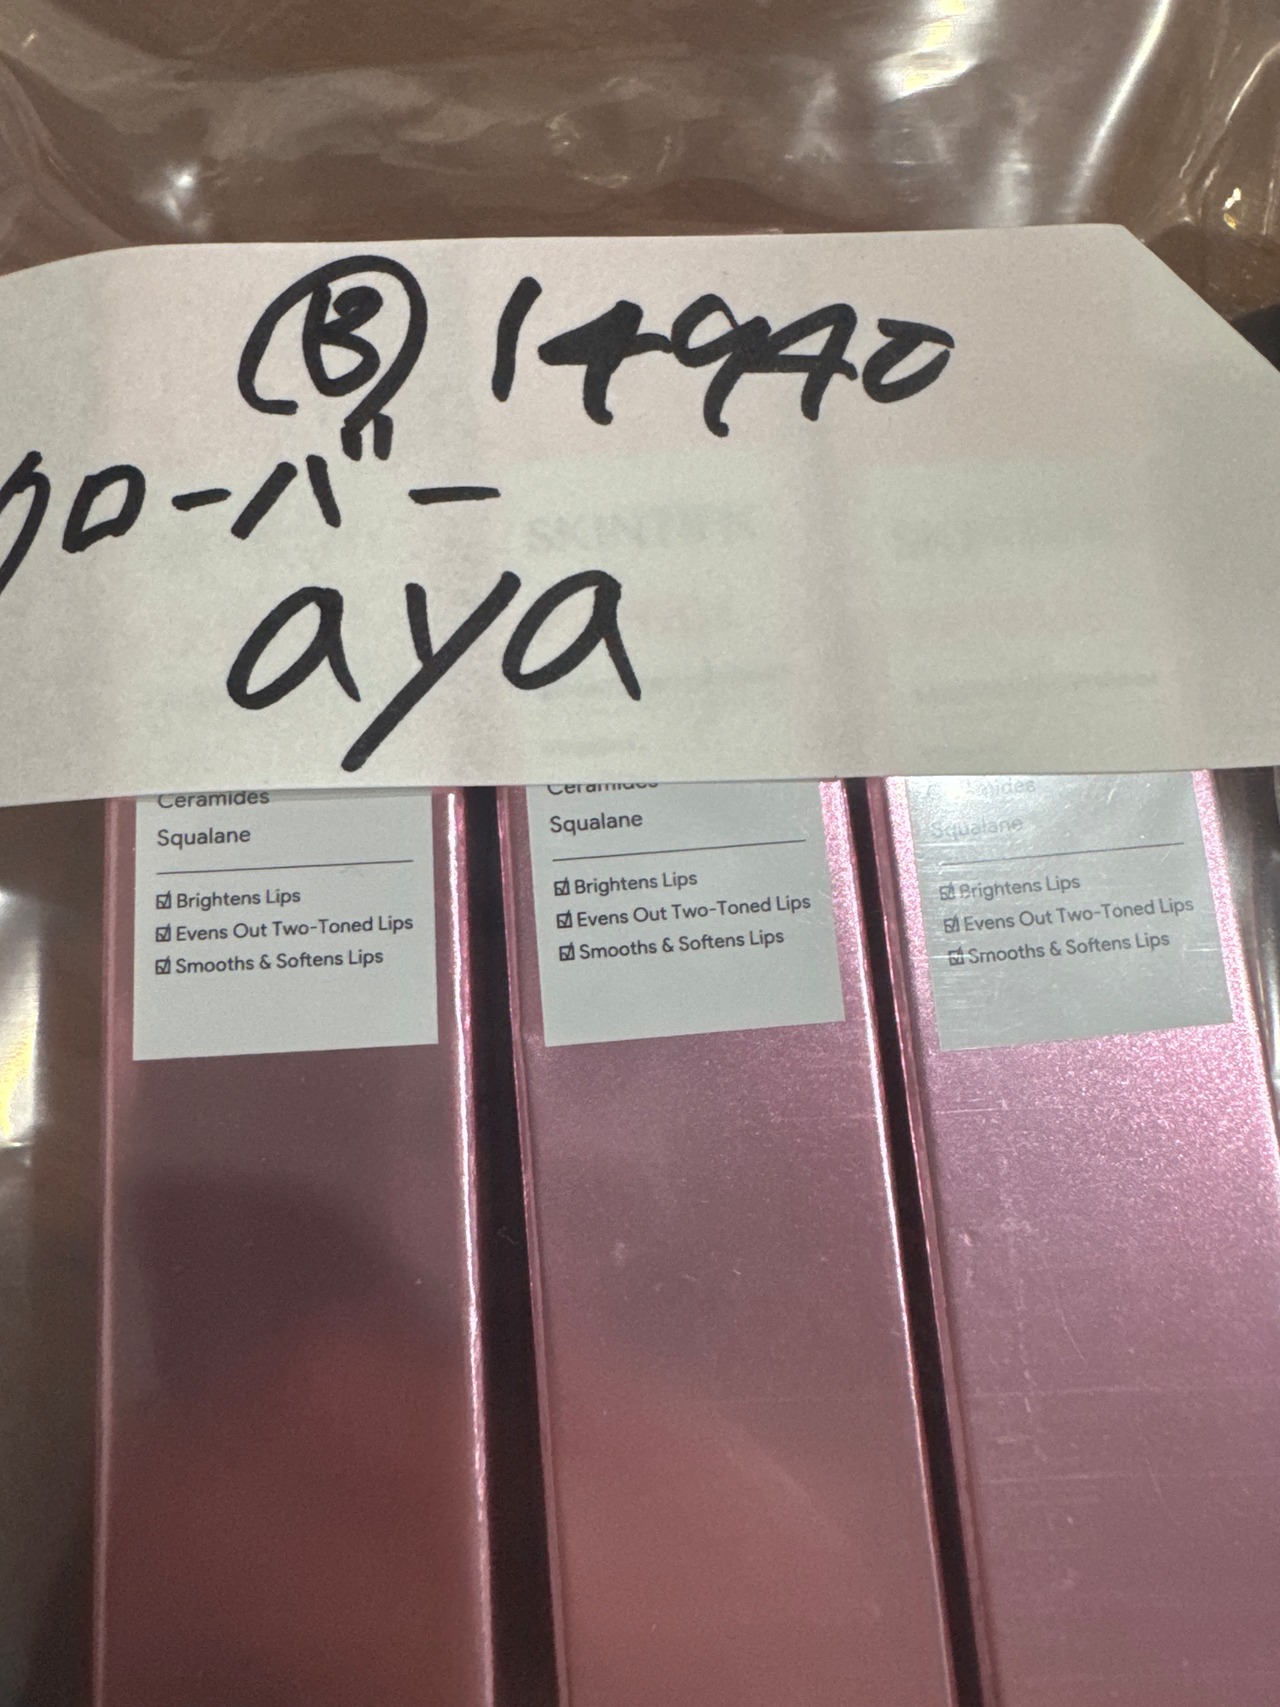 Ⓑ 14940
クローバー
aya
Ceramides
Squalane
☑ Brightens Lips
☑ Evens Out Two-Toned Lips
☑ Smooths & Softens Lips
Ceramides
Squalane
☑ Brightens Lips
☑ Evens Out Two-Toned Lips
☑ Smooths & Softens Lips
Ceramides
Squalane
☑ Brightens Lips
☑ Evens Out Two-Toned Lips
☑ Smooths & Softens Lips